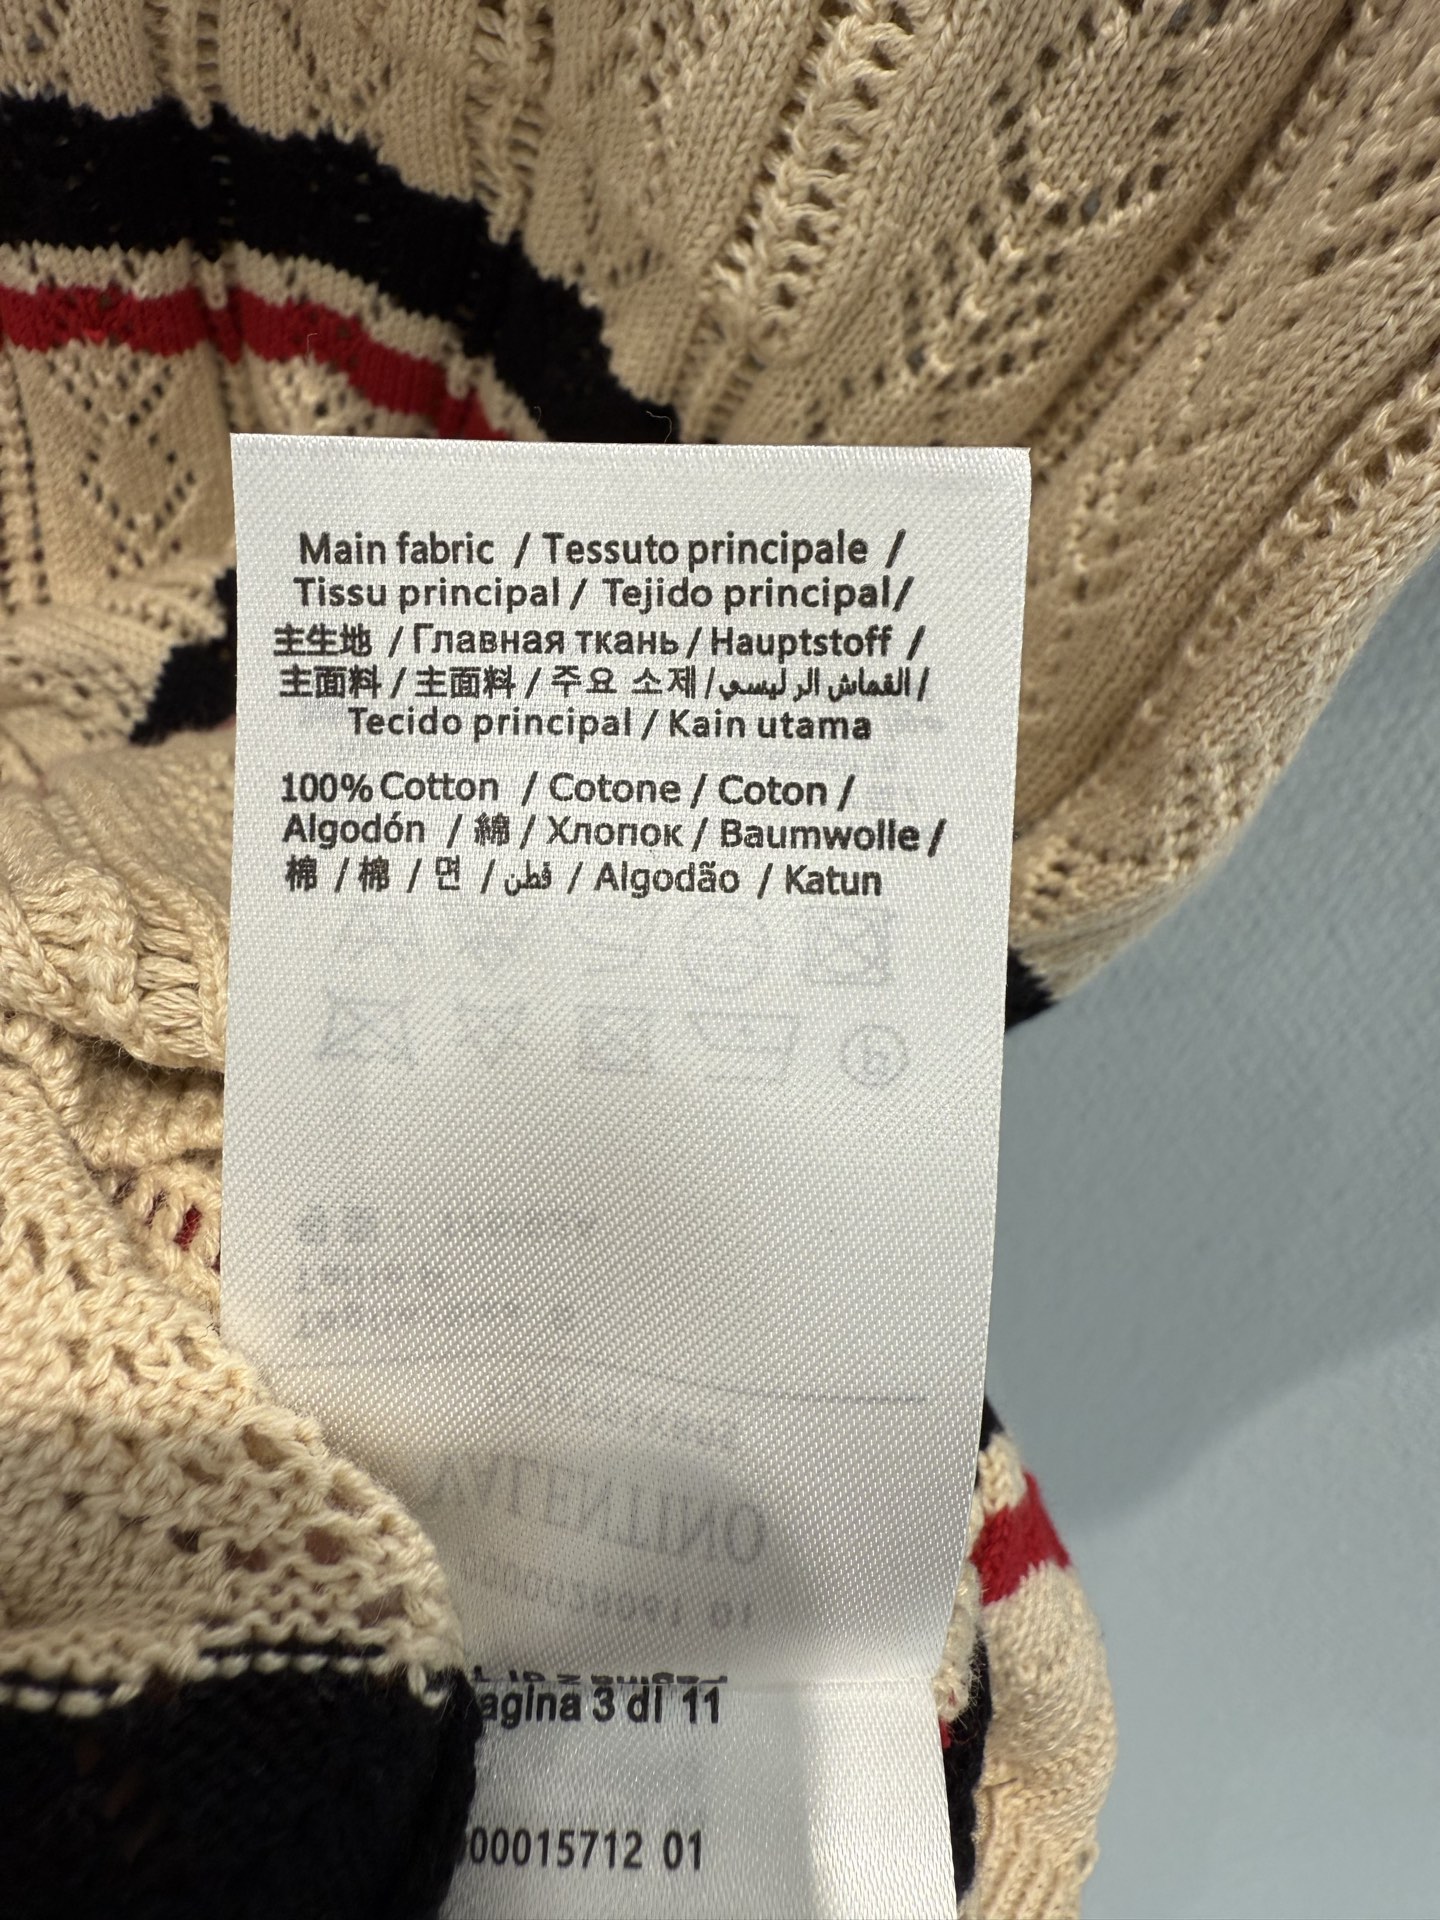 Main fabric / Tessuto principale /
Tissu principal / Tejido principal/
主生地 / Главная ткань / Hauptstoff /
主面料 / 主面料 / 주요 소제 / القماش الرئيسي /
Tecido principal / Kain utama
100% Cotton / Cotone / Coton /
Algodón / 綿 / Хлопок / Baumwolle /
棉 / 棉 / 면 / قطن / Algodão / Katun
VALENTINO
agina 3 di 11
00015712 01